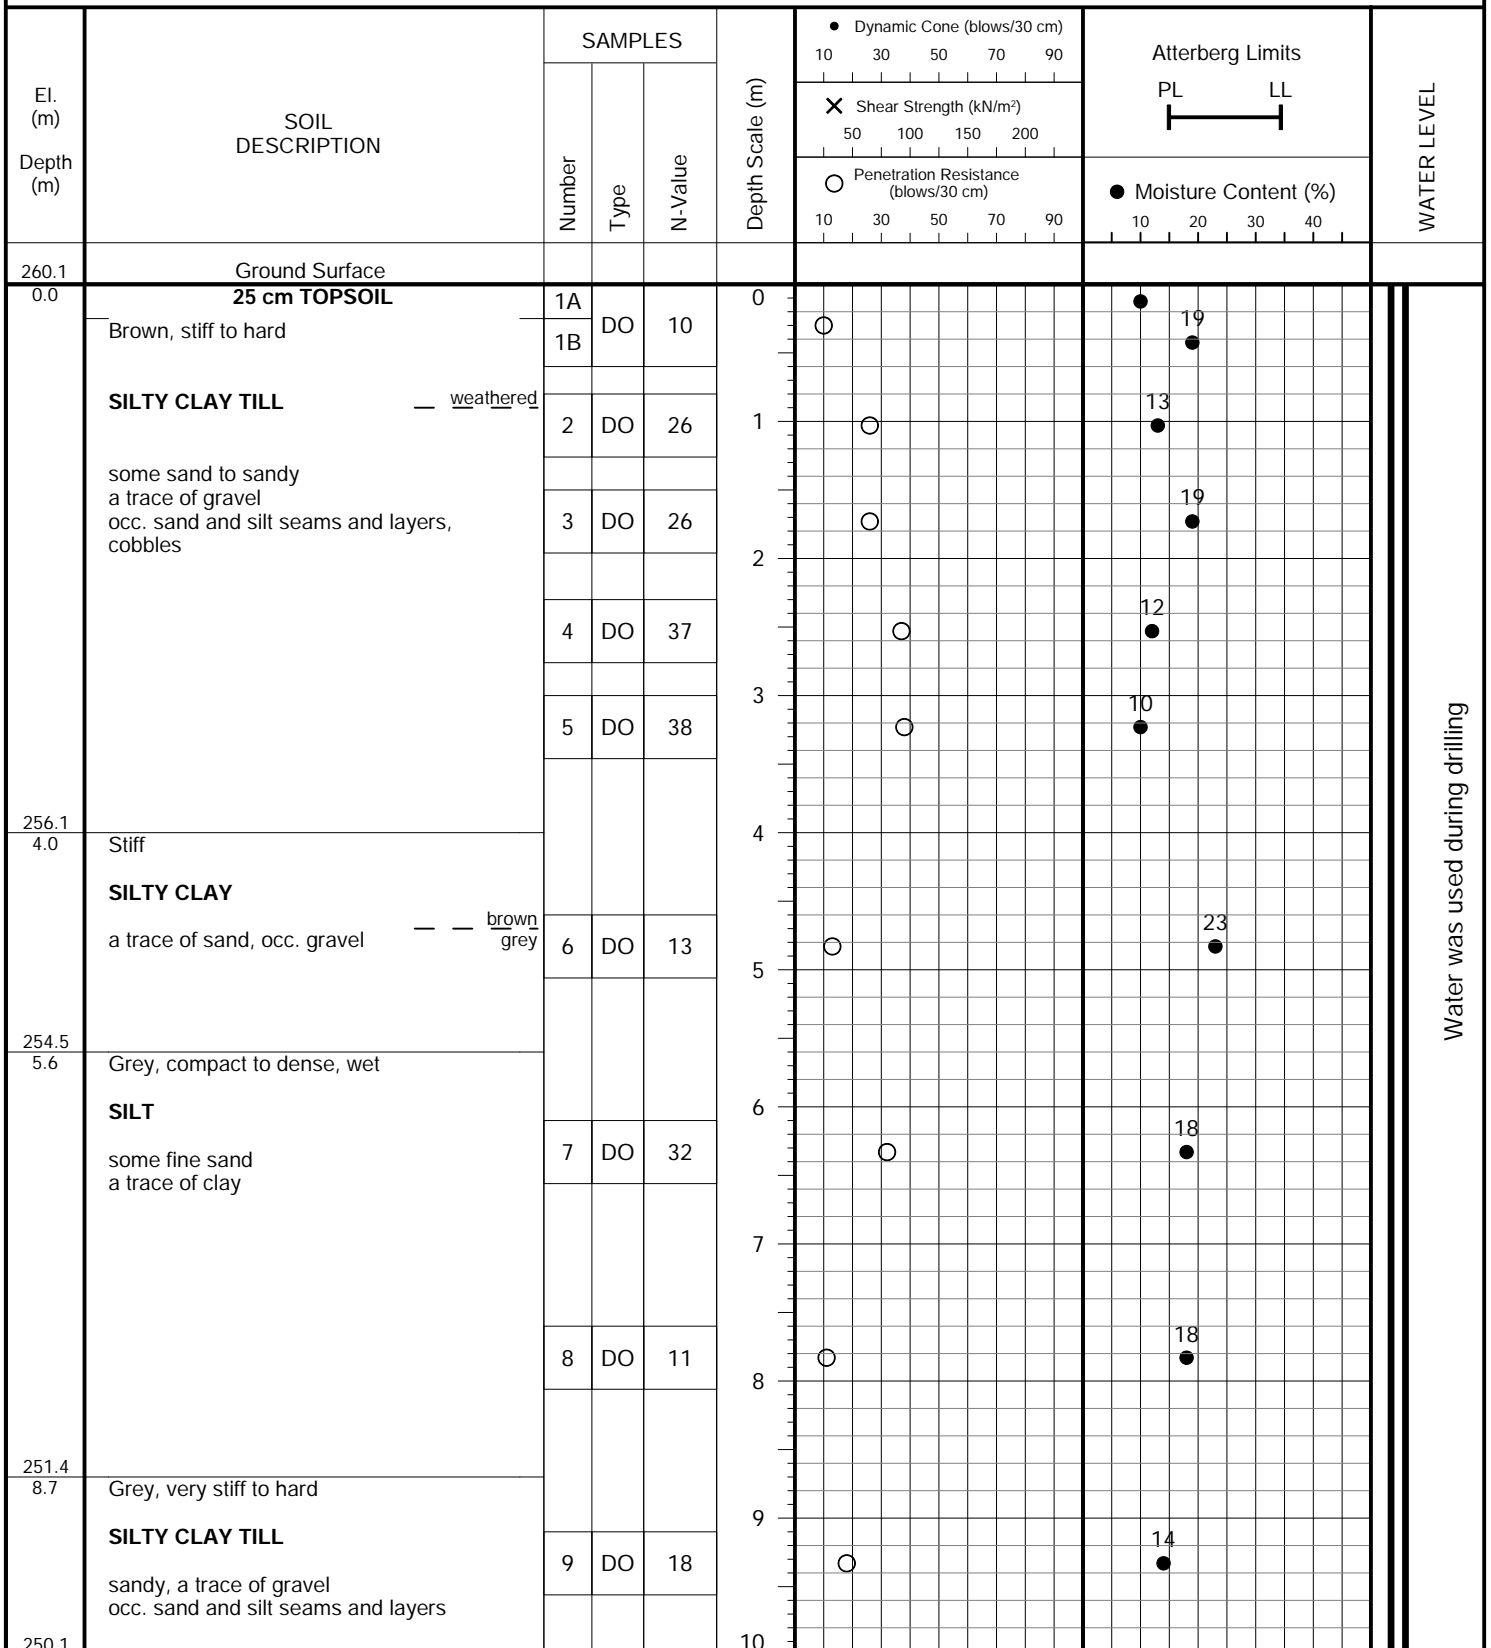 El.
(m)
Depth
(m)
SOIL
DESCRIPTION
SAMPLES
Number
Type
N-Value
Depth Scale (m)
Dynamic Cone (blows/30 cm)
10 30 50 70 90
Shear Strength (kN/m²)
50 100 150 200
Penetration Resistance
(blows/30 cm)
10 30 50 70 90
Atterberg Limits
PL LL
Moisture Content (%)
10 20 30 40
WATER LEVEL
260.1 Ground Surface
0.0 25 cm TOPSOIL 1A 0
DO 10
Brown, stiff to hard 19
1B
SILTY CLAY TILL weathered 13
2 DO 26 1
some sand to sandy
a trace of gravel 19
occ. sand and silt seams and layers, 3 DO 26
cobbles
2
12
4 DO 37
3
10
5 DO 38
256.1
4.0 Stiff 4
SILTY CLAY
brown 23
a trace of sand, occ. gravel grey 6 DO 13
5
254.5
5.6 Grey, compact to dense, wet
SILT 6
18
some fine sand 7 DO 32
a trace of clay
7
18
8 DO 11
8
251.4
8.7 Grey, very stiff to hard
9
SILTY CLAY TILL 14
9 DO 18
sandy, a trace of gravel
occ. sand and silt seams and layers
250.1 10
Water was used during drilling